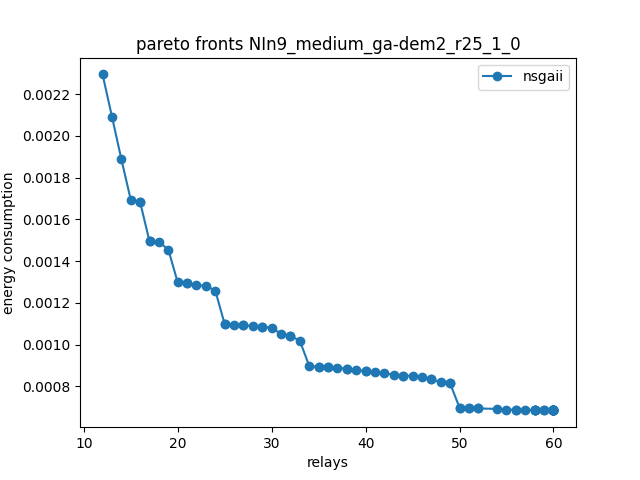 pareto fronts NIn9_medium_ga-dem2_r25_1_0
nsgaii
energy consumption
0.0022
0.0020
0.0018
0.0016
0.0014
0.0012
0.0010
0.0008
10 20 30 40 50 60
relays